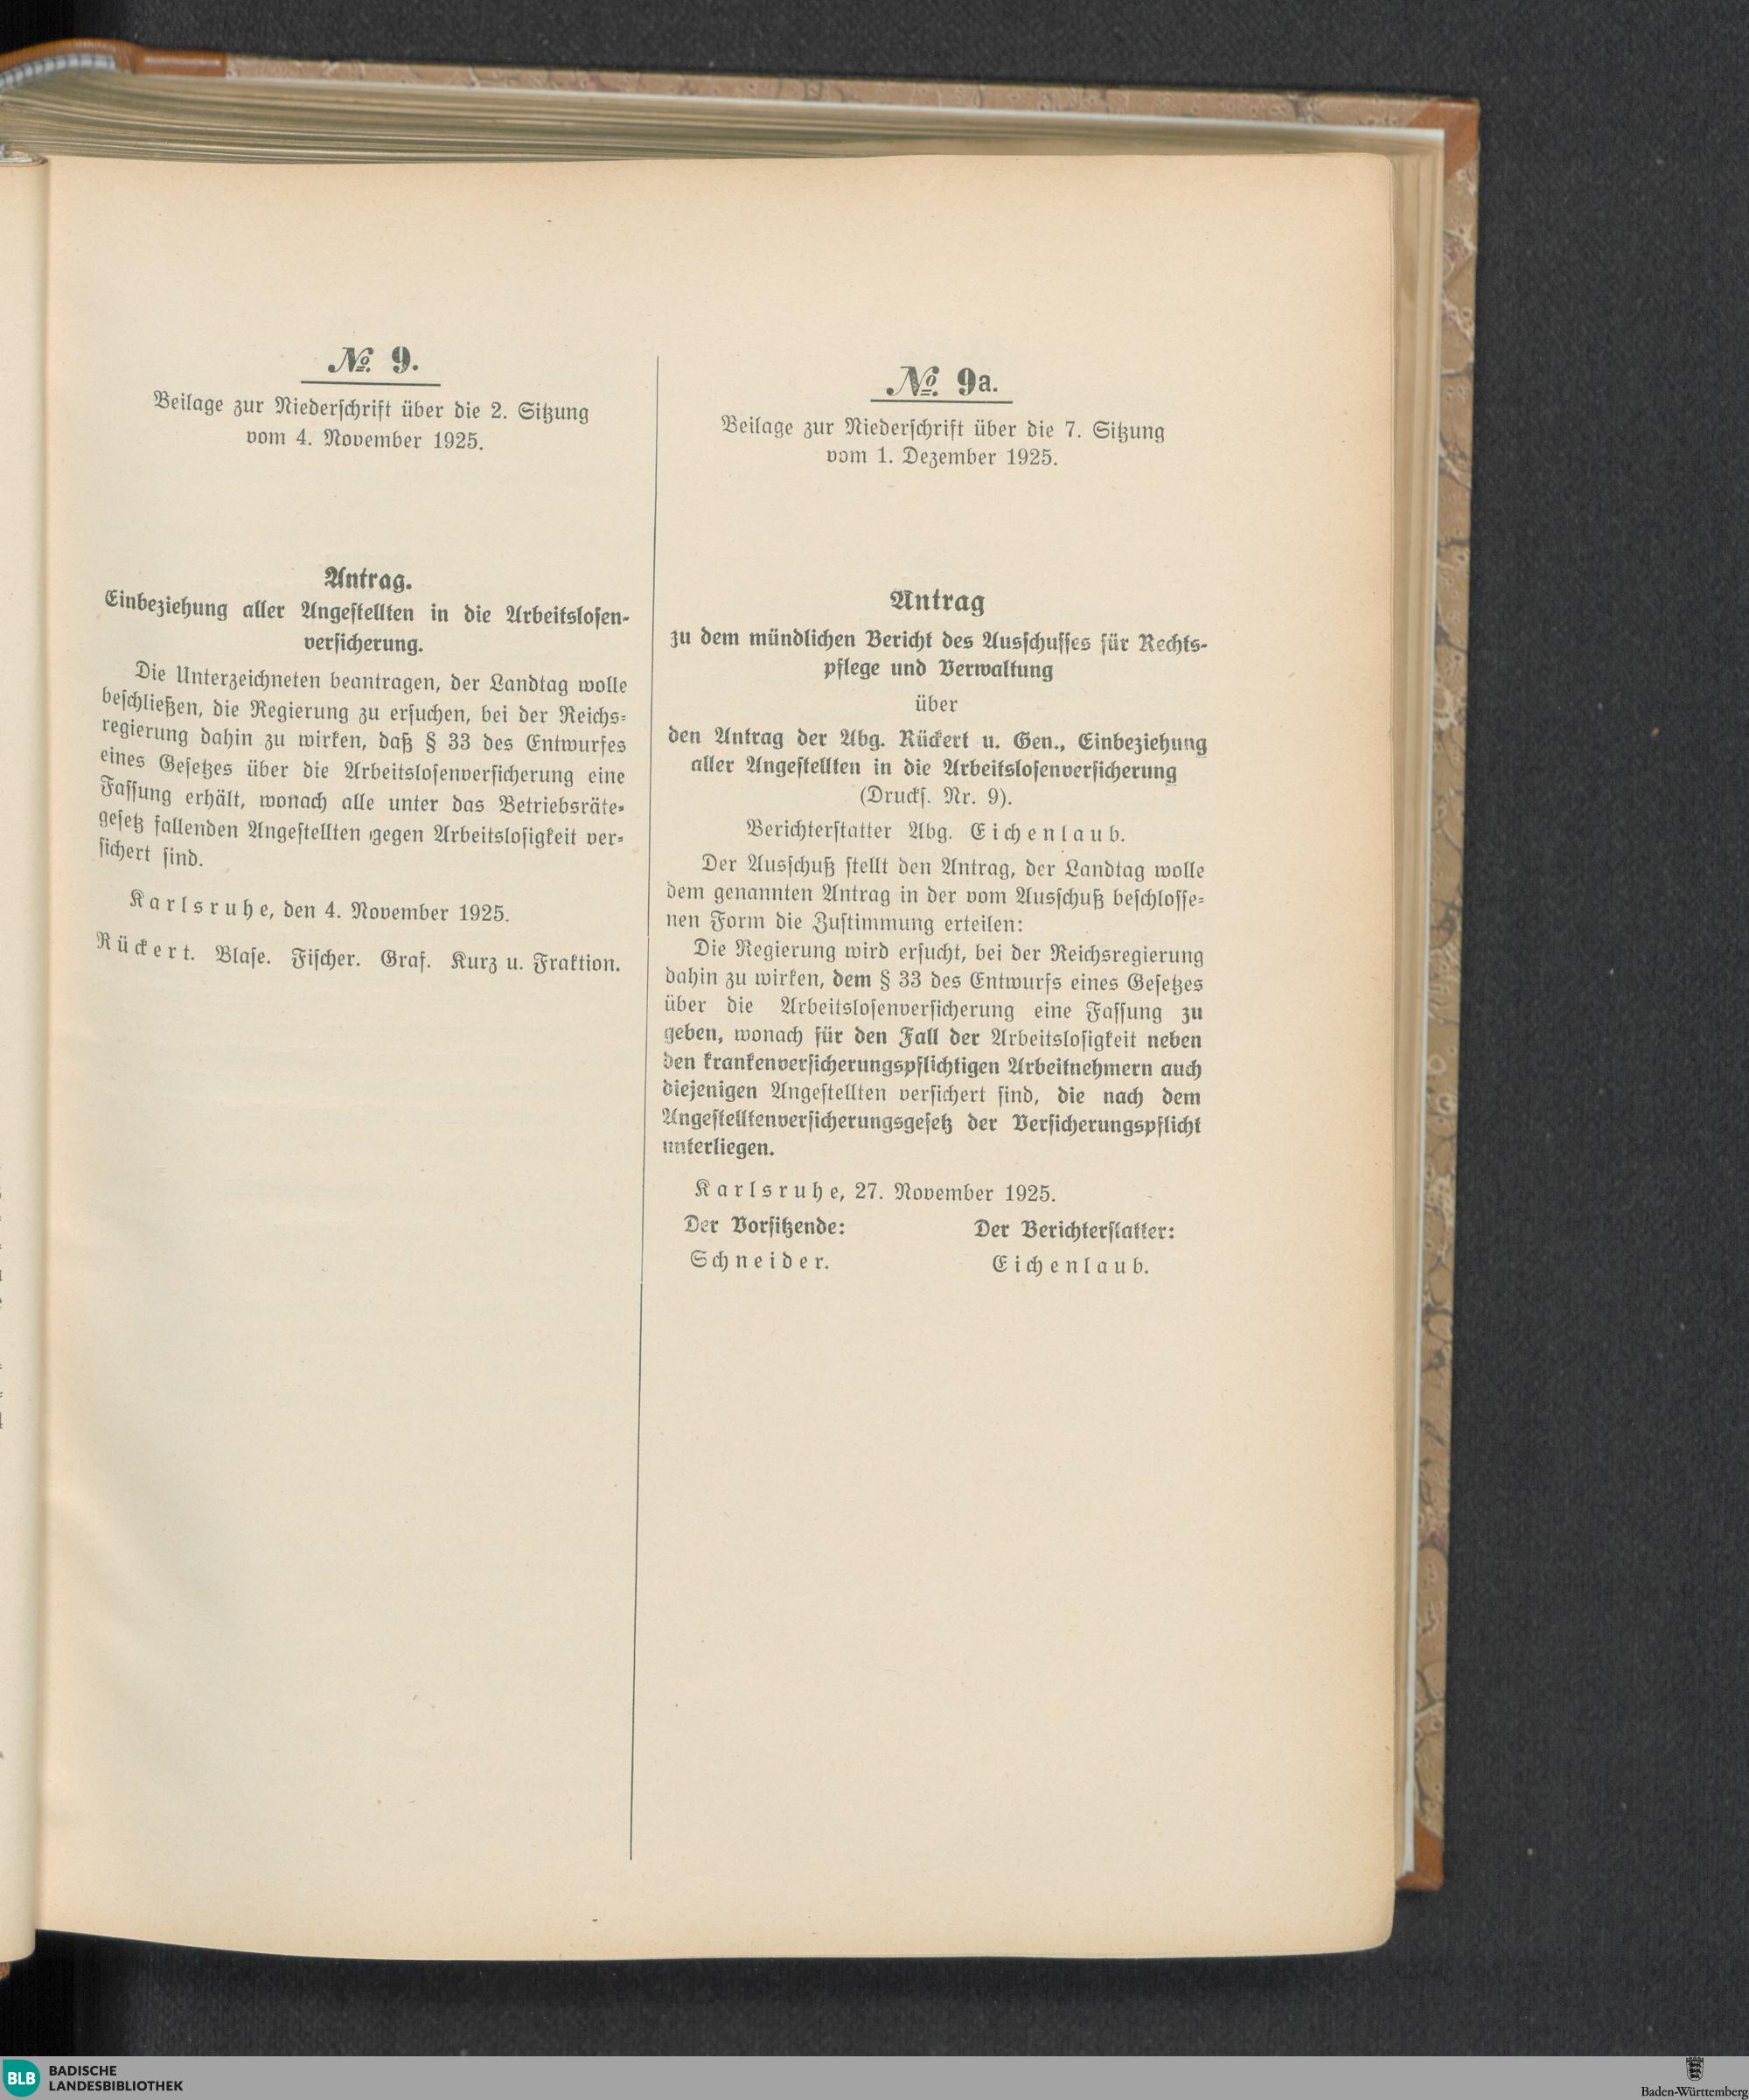 № 9.
Beilage zur Niederschrift über die 2. Sitzung
vom 4. November 1925.
Antrag.
Einbeziehung aller Angestellten in die Arbeitslosen-
versicherung.
Die Unterzeichneten beantragen, der Landtag wolle
beschließen, die Regierung zu ersuchen, bei der Reichs-
regierung dahin zu wirken, daß § 33 des Entwurfes
eines Gesetzes über die Arbeitslosenversicherung eine
Fassung erhält, wonach alle unter das Betriebsräte-
gesetz fallenden Angestellten gegen Arbeitslosigkeit ver-
sichert sind.
Karlsruhe, den 4. November 1925.
Rückert. Blase. Fischer. Graf. Kurz u. Fraktion.
№ 9a.
Beilage zur Niederschrift über die 7. Sitzung
vom 1. Dezember 1925.
Antrag
zu dem mündlichen Bericht des Ausschusses für Rechts-
pflege und Verwaltung
über
den Antrag der Abg. Rückert u. Gen., Einbeziehung
aller Angestellten in die Arbeitslosenversicherung
(Drucks. Nr. 9).
Berichterstatter Abg. Eichenlaub.
Der Ausschuß stellt den Antrag, der Landtag wolle
dem genannten Antrag in der vom Ausschuß beschlosse-
nen Form die Zustimmung erteilen:
Die Regierung wird ersucht, bei der Reichsregierung
dahin zu wirken, dem § 33 des Entwurfs eines Gesetzes
über die Arbeitslosenversicherung eine Fassung zu
geben, wonach für den Fall der Arbeitslosigkeit neben
den krankenversicherungspflichtigen Arbeitnehmern auch
diejenigen Angestellten versichert sind, die nach dem
Angestelltenversicherungsgesetz der Versicherungspflicht
unterliegen.
Karlsruhe, 27. November 1925.
Der Vorsitzende: Der Berichterstatter:
Schneider. Eichenlaub.
BLB BADISCHE
LANDESBIBLIOTHEK
Baden-Württemberg